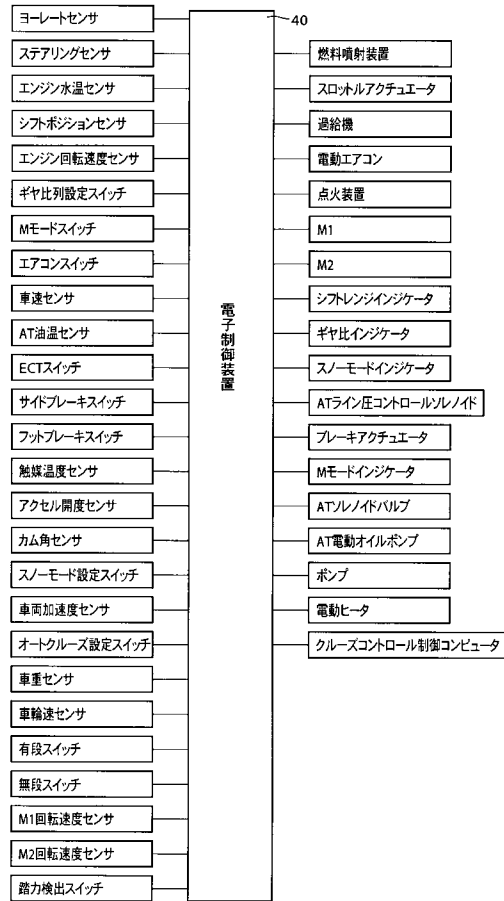 ヨーレートセンサ
ステアリングセンサ
エンジン水温センサ
シフトポジションセンサ
エンジン回転速度センサ
ギヤ比列設定スイッチ
Mモードスイッチ
エアコンスイッチ
車速センサ
AT油温センサ
ECTスイッチ
サイドブレーキスイッチ
フットブレーキスイッチ
触媒温度センサ
アクセル開度センサ
カム角センサ
スノーモード設定スイッチ
車両加速度センサ
オートクルーズ設定スイッチ
車重センサ
車輪速センサ
有段スイッチ
無段スイッチ
M1回転速度センサ
M2回転速度センサ
踏力検出スイッチ
電子制御装置
40
燃料噴射装置
スロットルアクチュエータ
過給機
電動エアコン
点火装置
M1
M2
シフトレンジインジケータ
ギヤ比インジケータ
スノーモードインジケータ
ATライン圧コントロールソレノイド
ブレーキアクチュエータ
Mモードインジケータ
ATソレノイドバルブ
AT電動オイルポンプ
ポンプ
電動ヒータ
クルーズコントロール制御コンピュータ